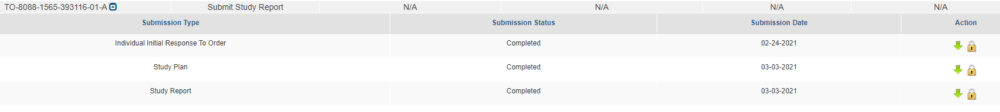 TO-8088-1565-393116-01-A Submit Study Report N/A N/A N/A N/A
Submission Type Submission Status Submission Date Action
Individual Initial Response To Order Completed 02-24-2021
Study Plan Completed 03-03-2021
Study Report Completed 03-03-2021